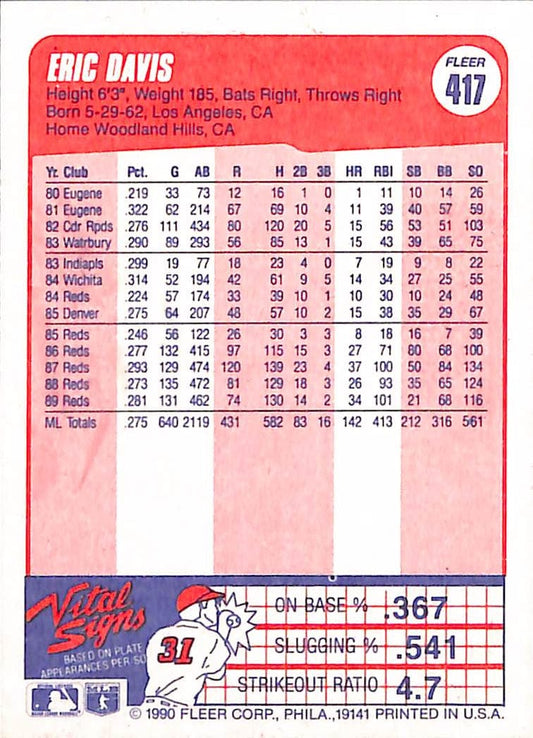 ERIC DAVIS
FLEER
417
Height 6'3", Weight 185, Bats Right, Throws Right
Born 5-29-62, Los Angeles, CA
Home Woodland Hills, CA
Yr. Club Pct. G AB R H 2B 3B HR RBI SB BB SO
80 Eugene .219 33 73 12 16 1 0 1 11 10 14 26
81 Eugene .322 62 214 67 69 10 4 11 39 40 57 59
82 Cdr Rpds .276 111 434 80 120 20 5 15 56 53 51 103
83 Watrbury .290 89 293 56 85 13 1 15 43 39 65 75
83 Indiapls .299 19 77 18 23 4 0 7 19 9 8 22
84 Wichita .314 52 194 42 61 9 5 14 34 27 25 55
84 Reds .224 57 174 33 39 10 1 10 30 10 24 48
85 Denver .275 64 207 48 57 10 2 15 38 35 29 67
85 Reds .246 56 122 26 30 3 3 8 18 16 7 39
86 Reds .277 132 415 97 115 15 3 27 71 80 68 100
87 Reds .293 129 474 120 139 23 4 37 100 50 84 134
88 Reds .273 135 472 81 129 18 3 26 93 35 65 124
89 Reds .281 131 462 74 130 14 2 34 101 21 68 116
ML Totals .275 640 2119 431 582 83 16 142 413 212 316 561
Vital
Signs
BASED ON PLATE
APPEARANCES PER SO
31
ON BASE % .367
SLUGGING % .541
STRIKEOUT RATIO 4.7
© 1990 FLEER CORP., PHILA.,19141 PRINTED IN U.S.A.